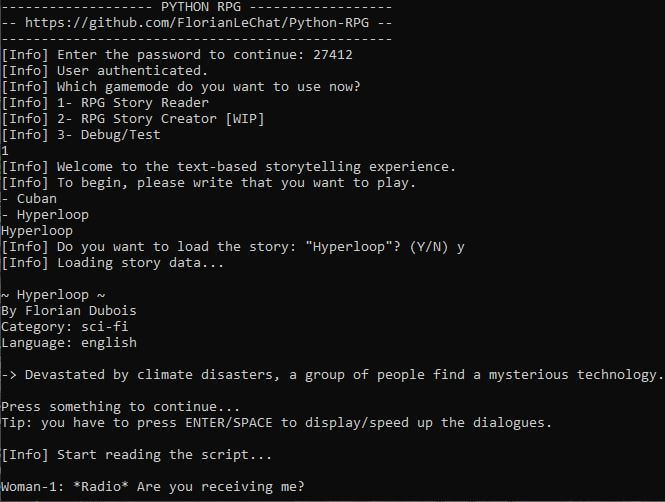 ------------------- PYTHON RPG ------------------
-- https://github.com/FlorianLeChat/Python-RPG --
-------------------------------------------------
[Info] Enter the password to continue: 27412
[Info] User authenticated.
[Info] Which gamemode do you want to use now?
[Info] 1- RPG Story Reader
[Info] 2- RPG Story Creator [WIP]
[Info] 3- Debug/Test
1
[Info] Welcome to the text-based storytelling experience.
[Info] To begin, please write that you want to play.
- Cuban
- Hyperloop
Hyperloop
[Info] Do you want to load the story: "Hyperloop"? (Y/N) y
[Info] Loading story data...
~ Hyperloop ~
By Florian Dubois
Category: sci-fi
Language: english
-> Devastated by climate disasters, a group of people find a mysterious technology.
Press something to continue...
Tip: you have to press ENTER/SPACE to display/speed up the dialogues.
[Info] Start reading the script...
Woman-1: *Radio* Are you receiving me?